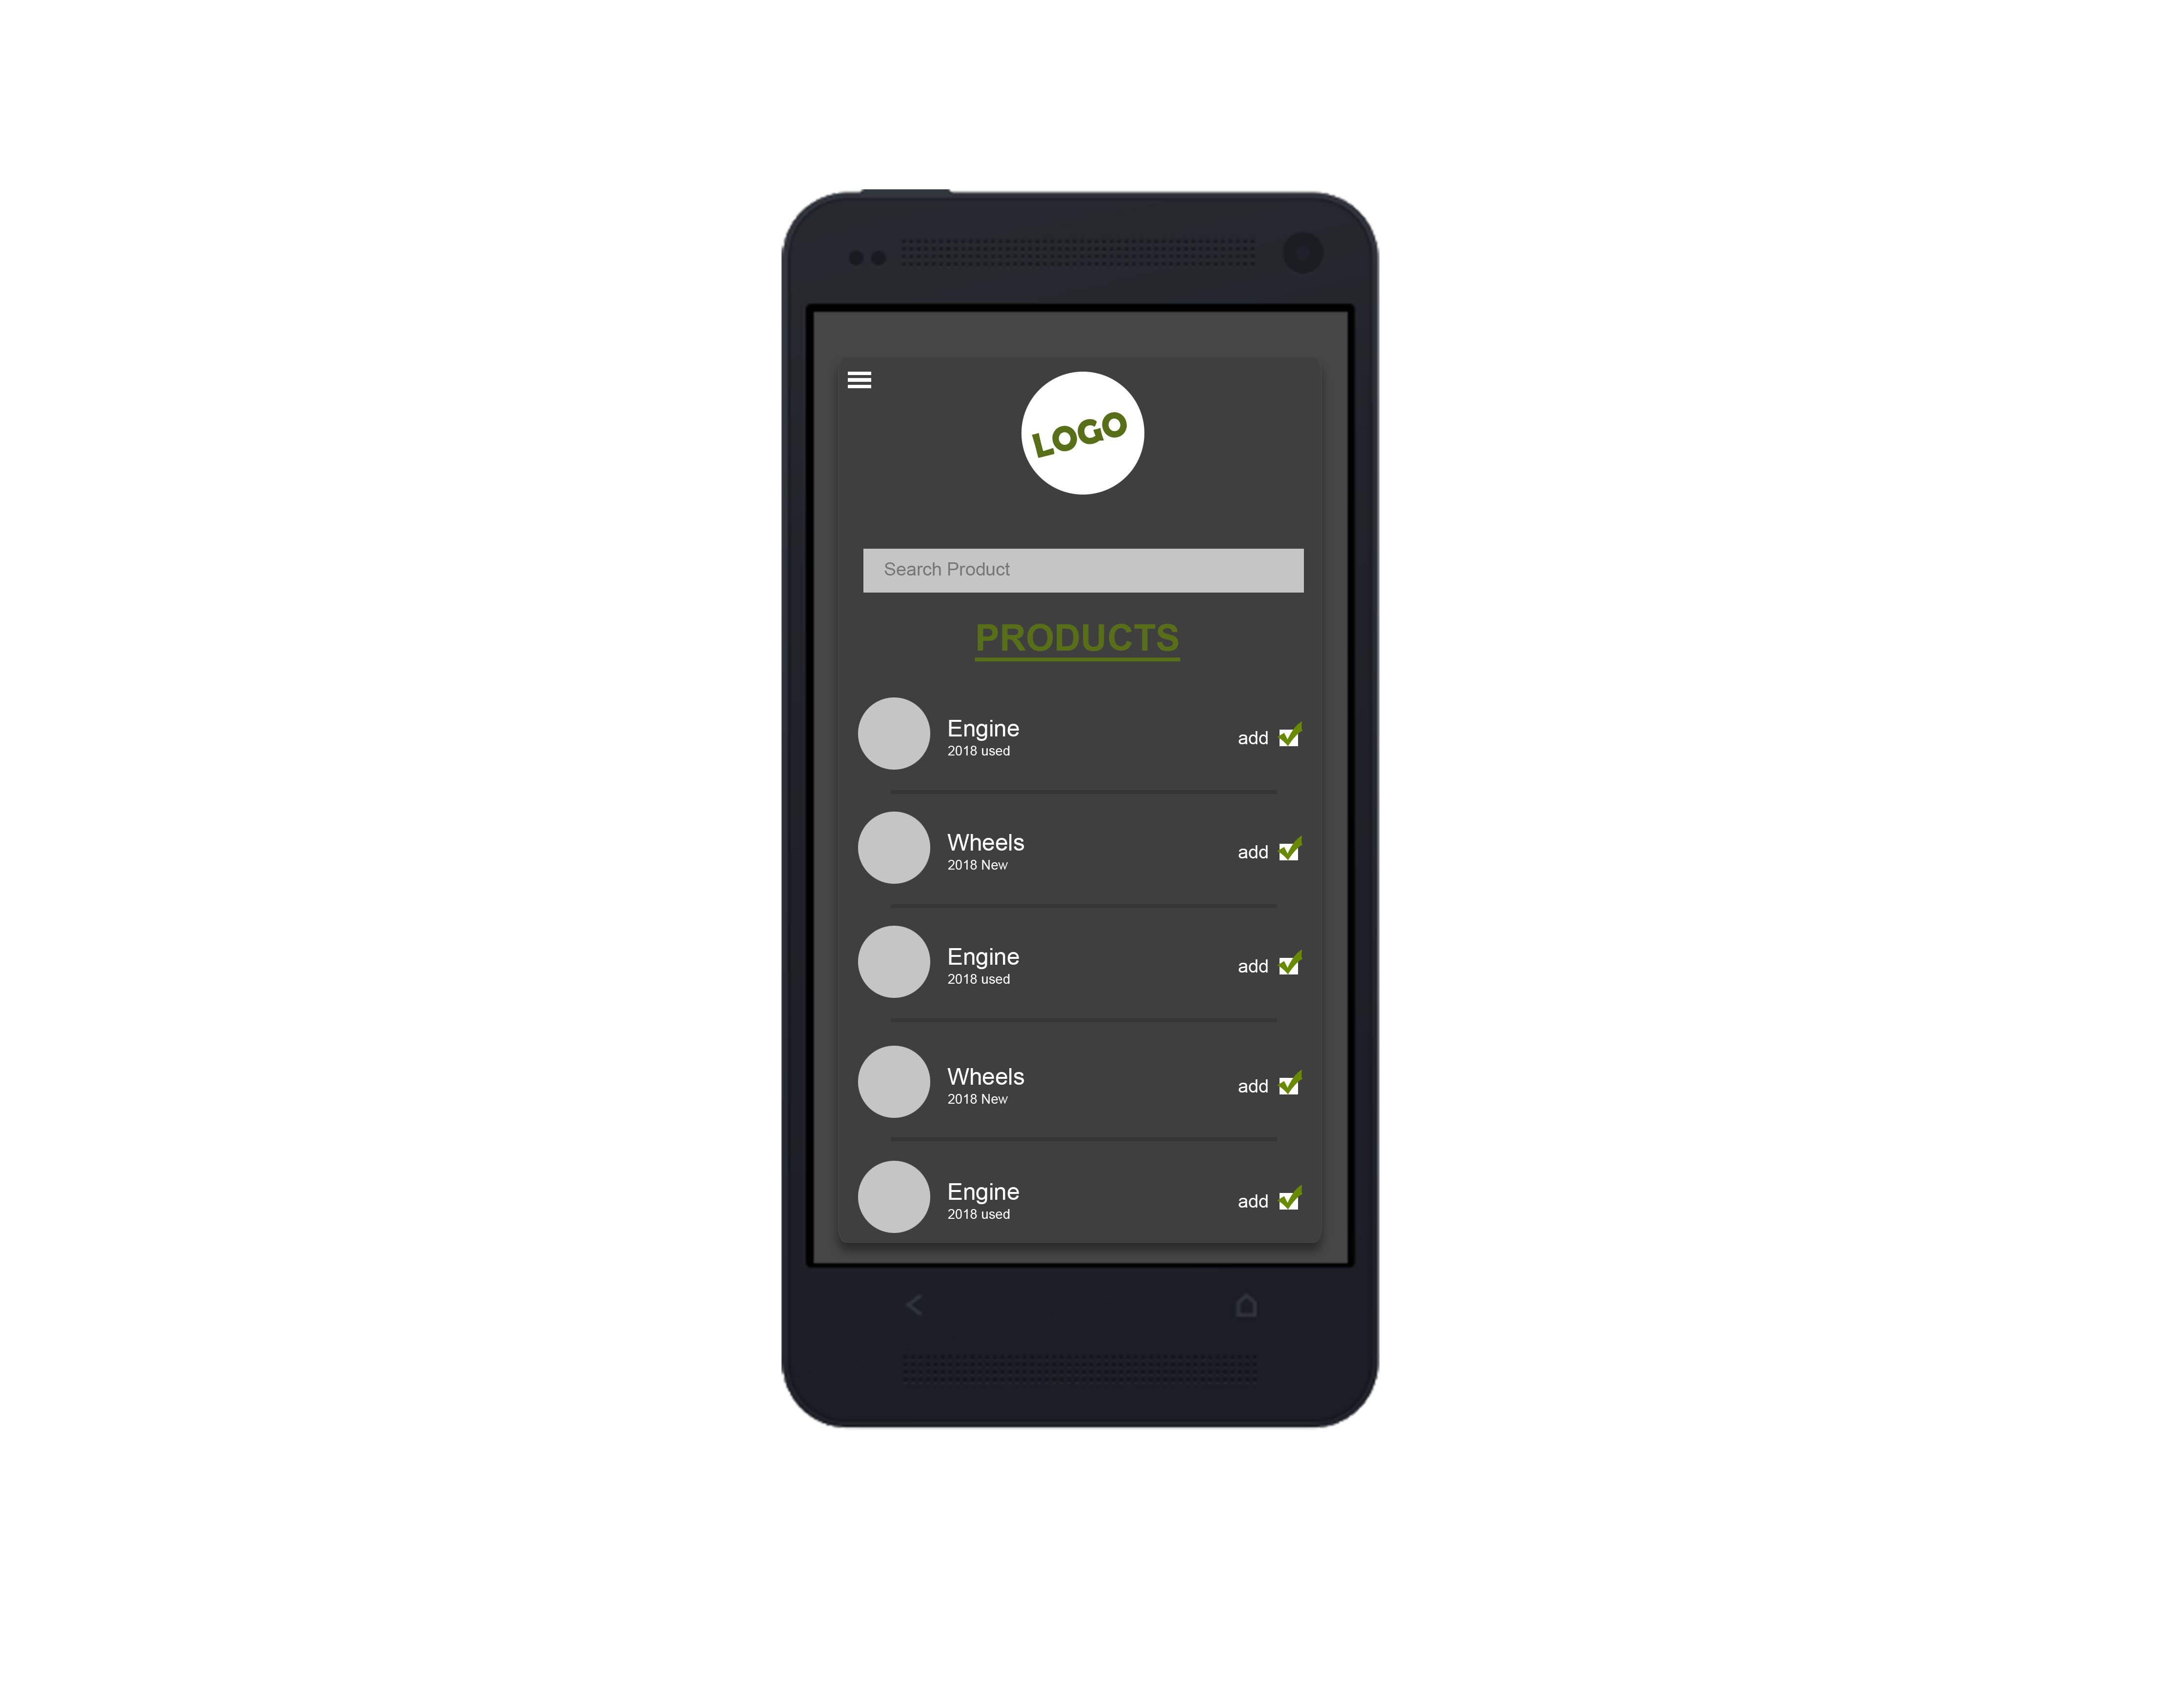 LOGO
Search Product
PRODUCTS
Engine
2018 used
add
Wheels
2018 New
add
Engine
2018 used
add
Wheels
2018 New
add
Engine
2018 used
add